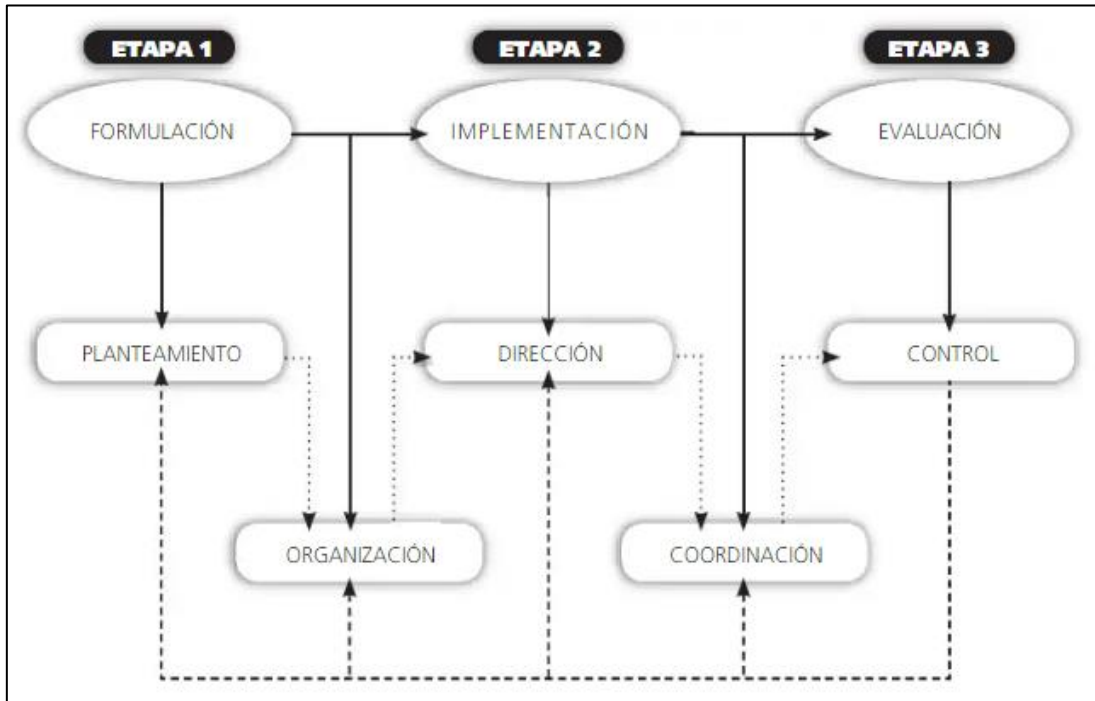 ETAPA 1
ETAPA 2
ETAPA 3
FORMULACIÓN
IMPLEMENTACIÓN
EVALUACIÓN
PLANTEAMIENTO
DIRECCIÓN
CONTROL
ORGANIZACIÓN
COORDINACIÓN